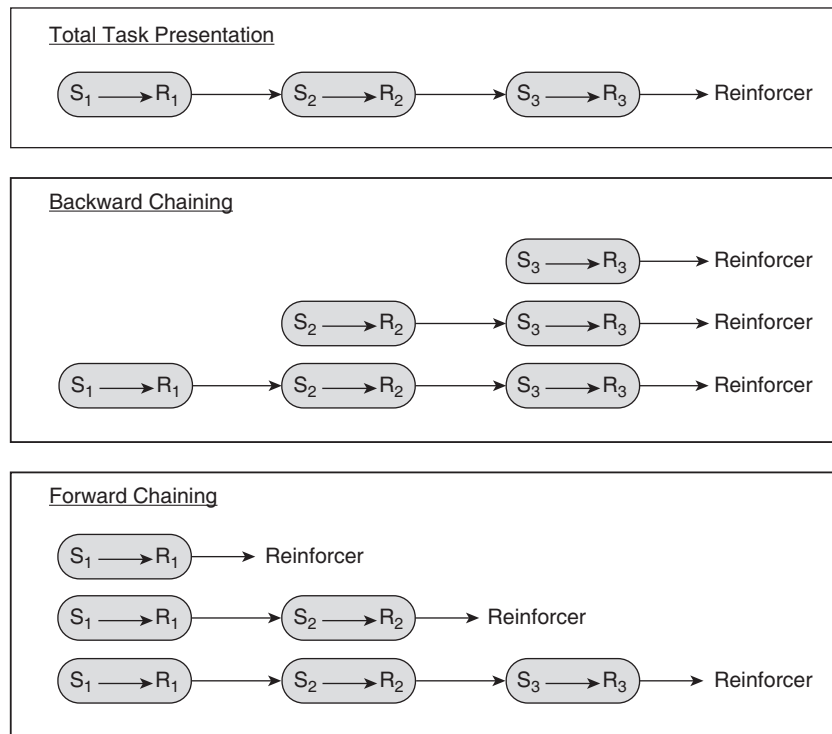 Total Task Presentation
S1 → R1 → S2 → R2 → S3 → R3 → Reinforcer
Backward Chaining
S3 → R3 → Reinforcer
S2 → R2 → S3 → R3 → Reinforcer
S1 → R1 → S2 → R2 → S3 → R3 → Reinforcer
Forward Chaining
S1 → R1 → Reinforcer
S1 → R1 → S2 → R2 → Reinforcer
S1 → R1 → S2 → R2 → S3 → R3 → Reinforcer